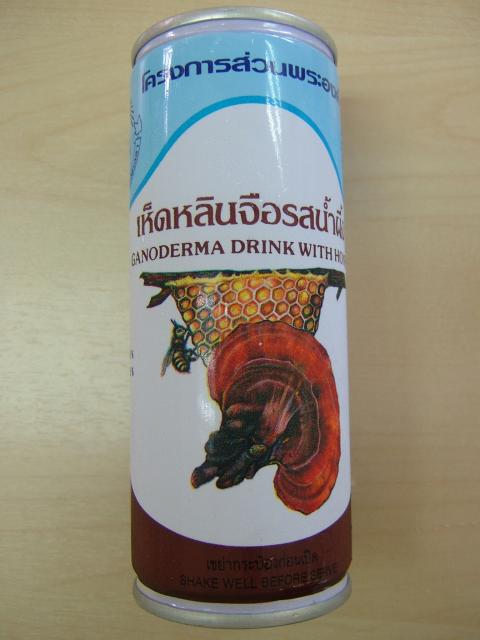 โครงการส่วนพระองค์
เห็ดหลินจือรสน้ำผึ้ง
GANODERMA DRINK WITH
เขย่ากระป๋องก่อนเปิด
SHAKE WELL BEFORE SERVE